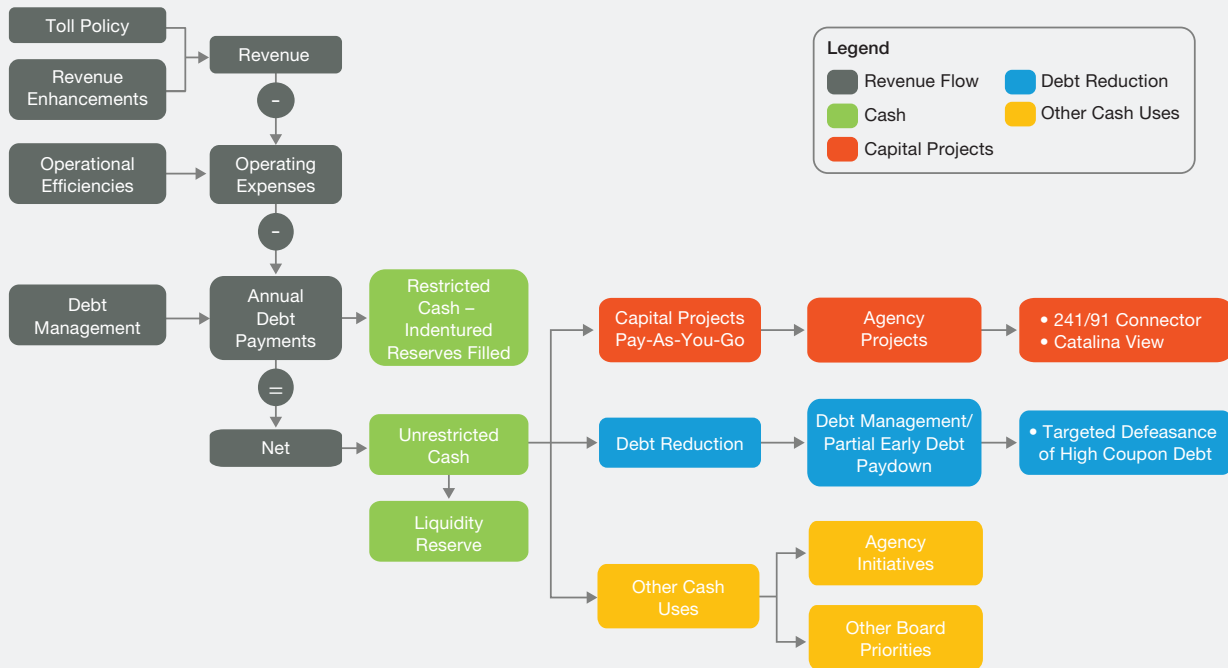 Toll Policy
Revenue
Enhancements
Revenue
-
Operational
Efficiencies
Operating
Expenses
-
Debt
Management
Annual
Debt
Payments
=
Net
Restricted
Cash –
Indentured
Reserves Filled
Unrestricted
Cash
Liquidity
Reserve
Capital Projects
Pay-As-You-Go
Agency
Projects
• 241/91 Connector
• Catalina View
Debt Reduction
Debt Management/
Partial Early Debt
Paydown
• Targeted Defeasance
of High Coupon Debt
Other Cash
Uses
Agency
Initiatives
Other Board
Priorities
Legend
Revenue Flow
Cash
Capital Projects
Debt Reduction
Other Cash Uses